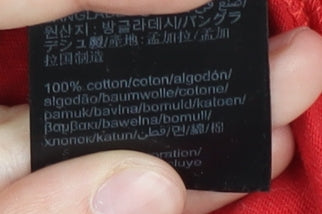 BANGLADESH/
원산지: 방글라데시/バングラ
デシュ製/產地:孟加拉/孟加
拉国制造
100% cotton/coton/algodón/
algodão/baumwolle/cotone/
pamuk/bavlna/bomuld/katoen/
βαμβακι/bawełna/bomull/
хлопок/katun/قطن/면/綿/棉